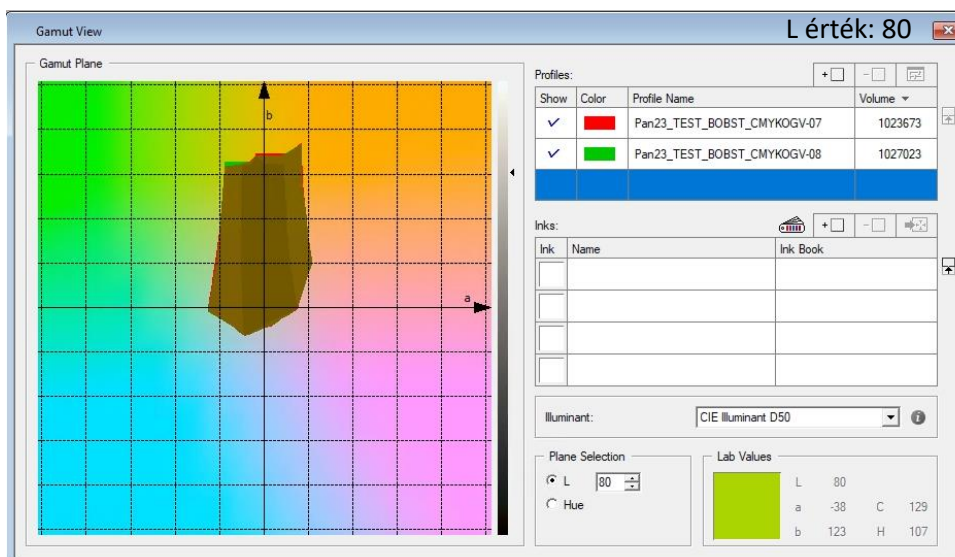 Gamut View
L érték: 80
Gamut Plane
b
a
Profiles:
Show Color Profile Name Volume
Pan23_TEST_BOBST_CMYKOGV-07 1023673
Pan23_TEST_BOBST_CMYKOGV-08 1027023
Inks:
Ink Name Ink Book
Illuminant: CIE Illuminant D50
Plane Selection
L 80
Hue
Lab Values
L 80
a -38 C 129
b 123 H 107